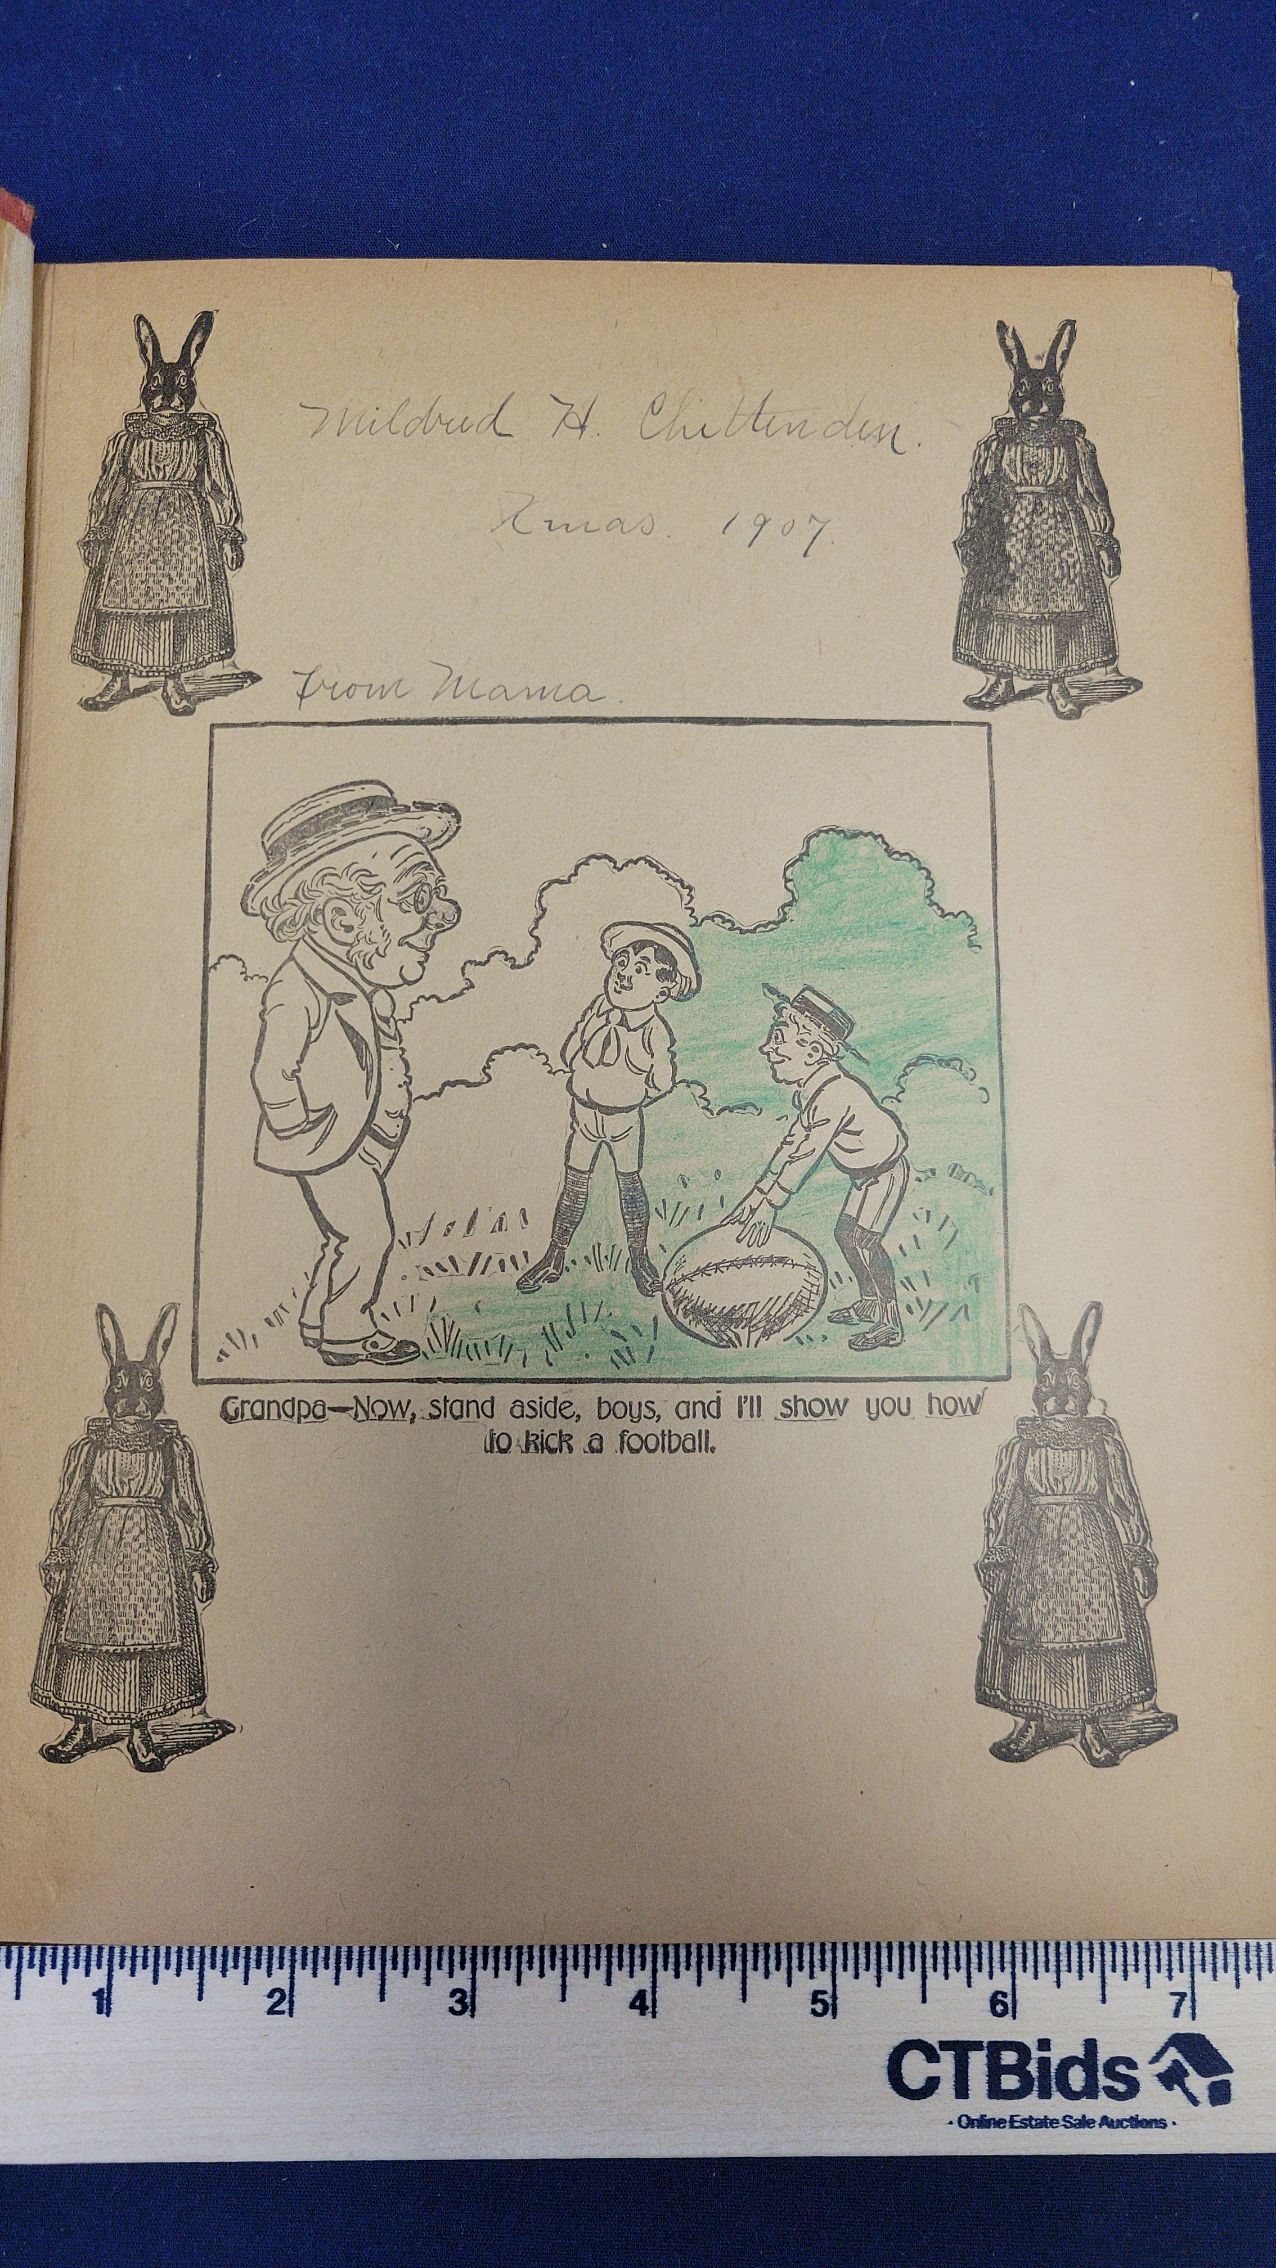 Mildred H. Chittenden.
Xmas. 1907.
From Mama.
Grandpa—Now, stand aside, boys, and I'll show you how
to kick a football.
1 2 3 4 5 6 7
CTBids
· Online Estate Sale Auctions ·